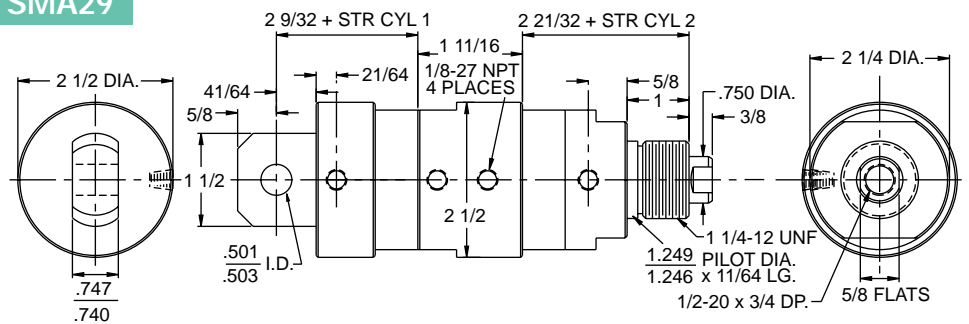 SMA29
2 9/32 + STR CYL 1
2 21/32 + STR CYL 2
1 11/16
2 1/2 DIA.
21/64
1/8-27 NPT
4 PLACES
5/8
2 1/4 DIA.
41/64
1
.750 DIA.
5/8
3/8
1 1/2
2 1/2
.501
.503
I.D.
1 1/4-12 UNF
1.249
1.246
PILOT DIA.
x 11/64 LG.
.747
.740
1/2-20 x 3/4 DP.
5/8 FLATS